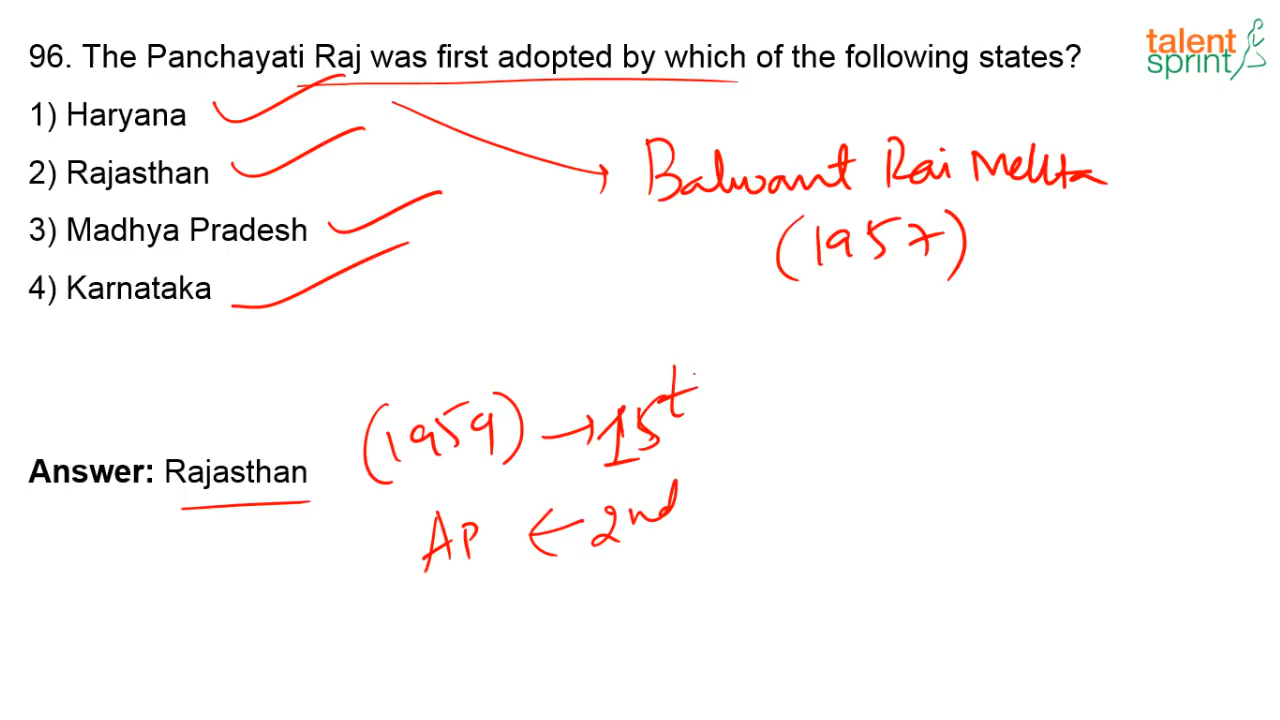 96. The Panchayati Raj was first adopted by which of the following states?
talent
sprint
1) Haryana
2) Rajasthan
3) Madhya Pradesh
4) Karnataka
Balwant Rai Mehta
(1957)
(1959) → 1st
Answer: Rajasthan
AP ← 2nd